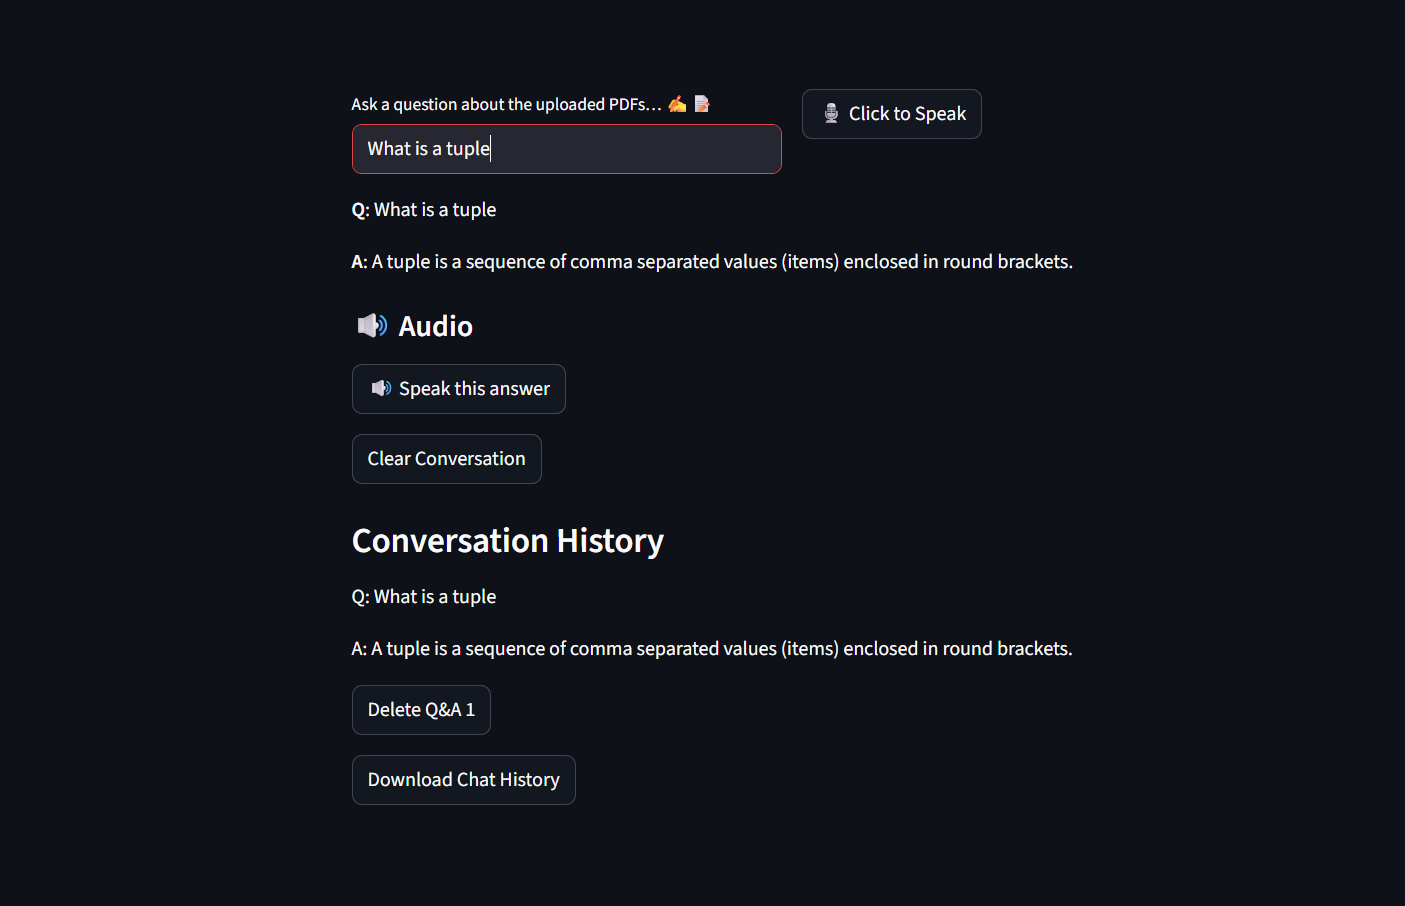 Ask a question about the uploaded PDFs... ✍️ 📝
Click to Speak
What is a tuple
Q: What is a tuple
A: A tuple is a sequence of comma separated values (items) enclosed in round brackets.
Audio
Speak this answer
Clear Conversation
Conversation History
Q: What is a tuple
A: A tuple is a sequence of comma separated values (items) enclosed in round brackets.
Delete Q&A 1
Download Chat History